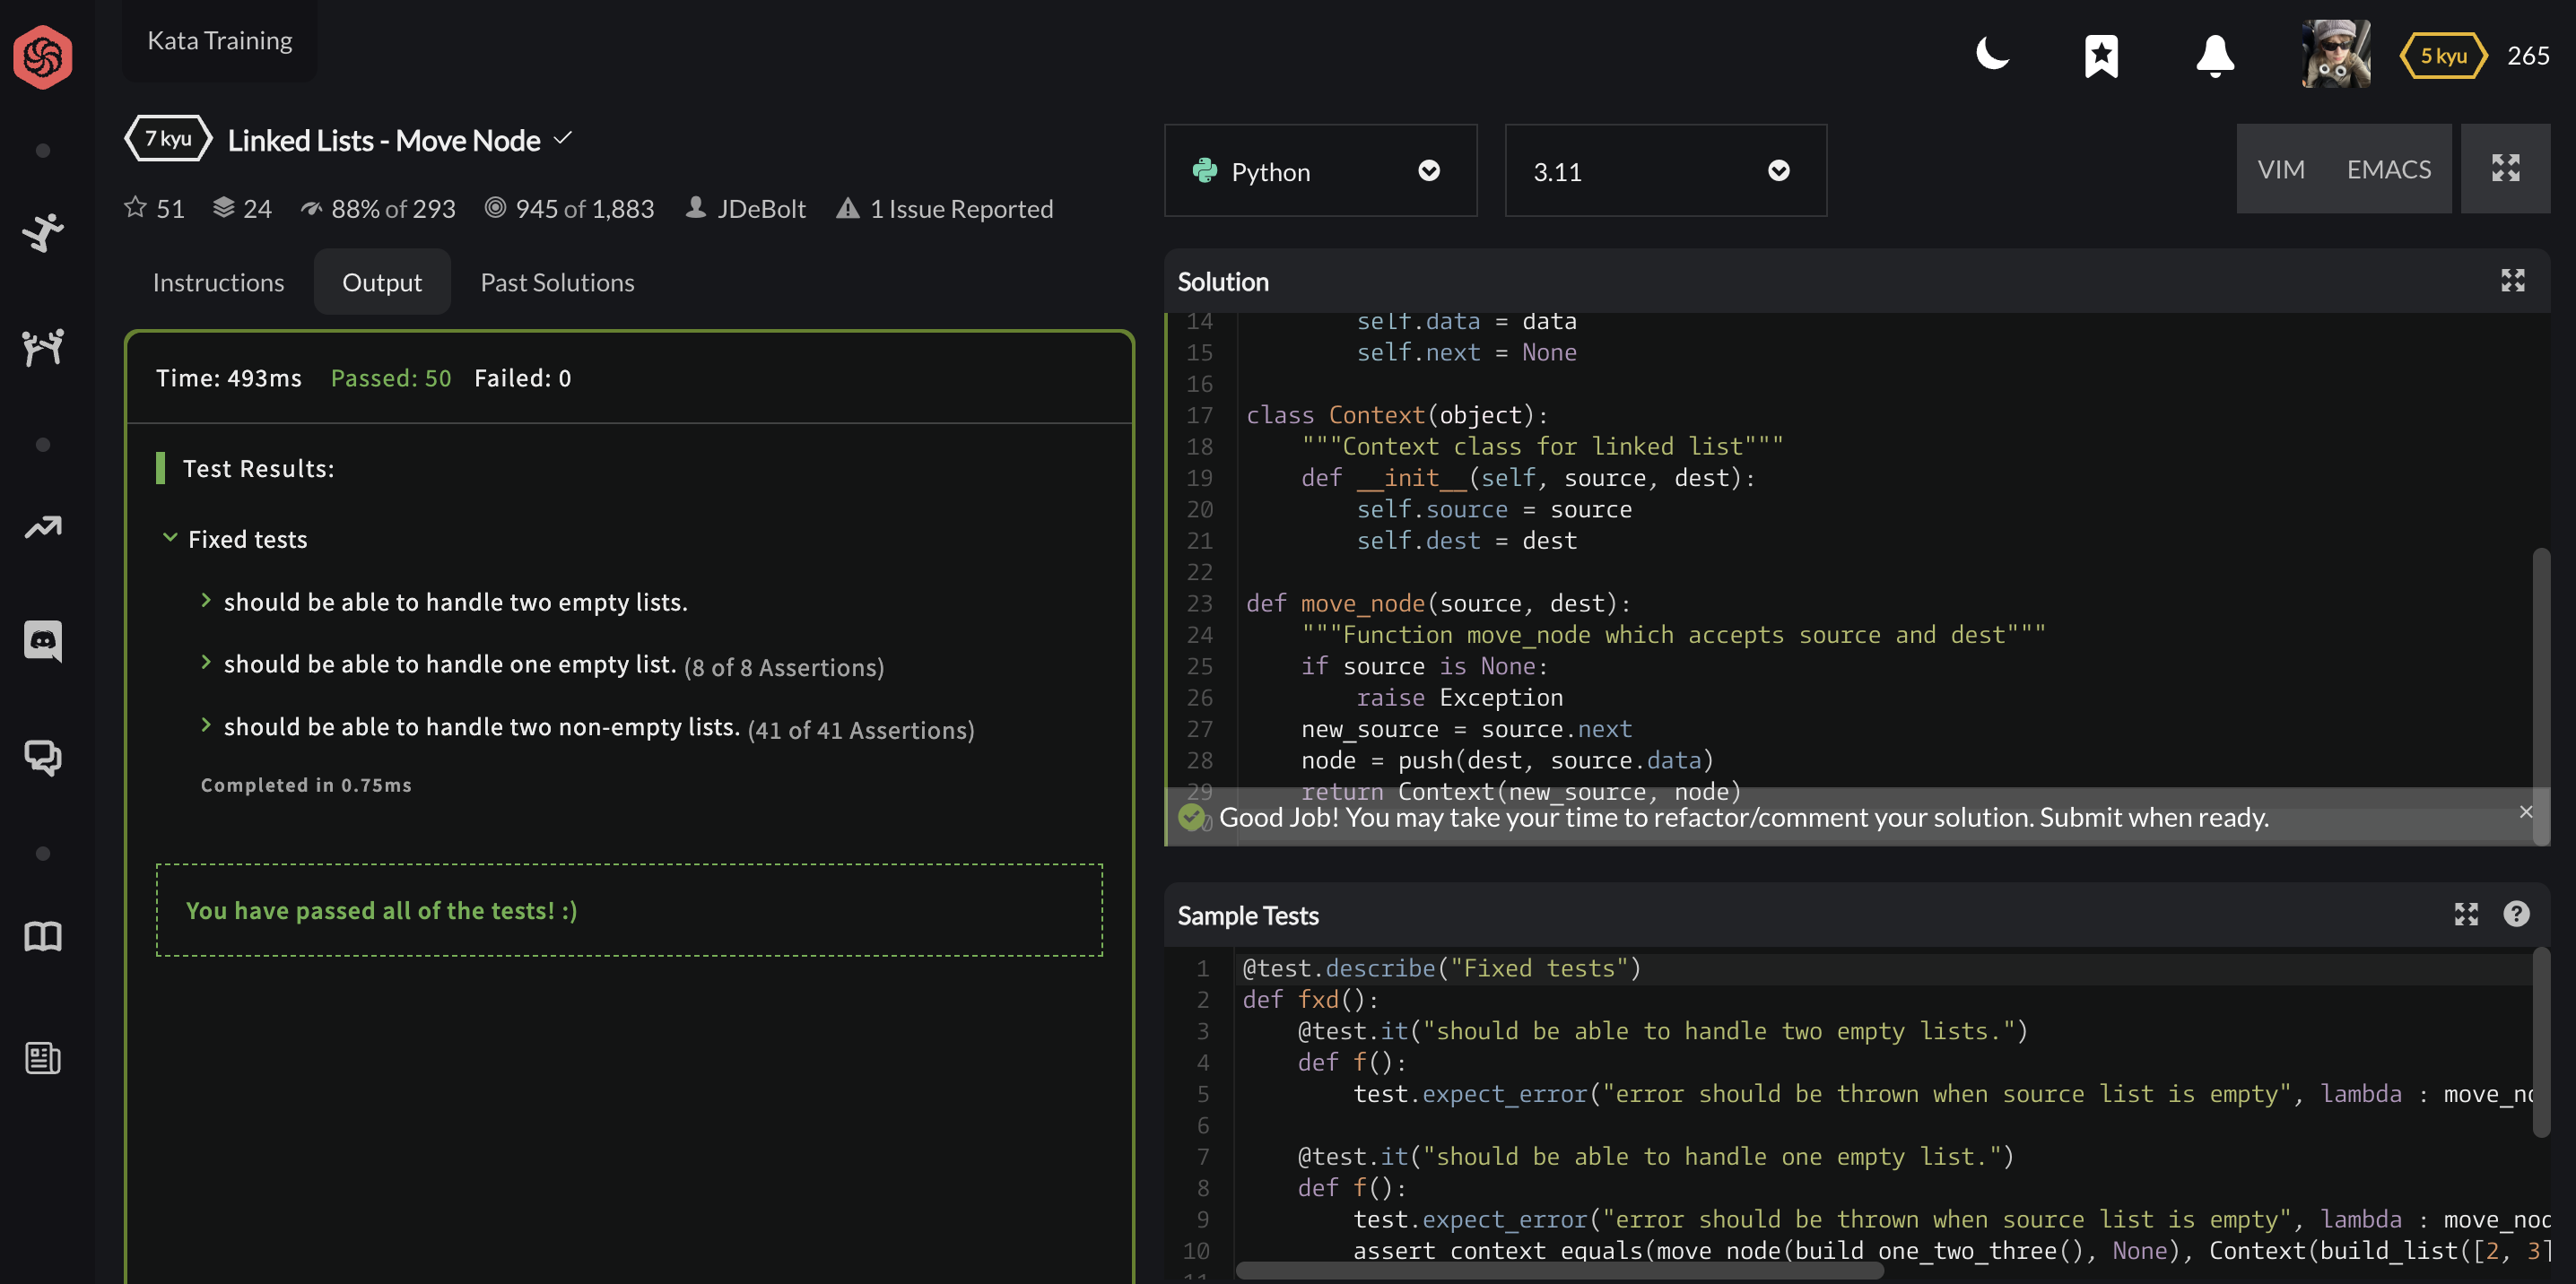 Kata Training
5 kyu 265
7 kyu Linked Lists - Move Node
51 24 88% of 293 945 of 1,883 JDeBolt 1 Issue Reported
Instructions Output Past Solutions
Time: 493ms Passed: 50 Failed: 0
Test Results:
Fixed tests
should be able to handle two empty lists.
should be able to handle one empty list. (8 of 8 Assertions)
should be able to handle two non-empty lists. (41 of 41 Assertions)
Completed in 0.75ms
You have passed all of the tests! :)
Python 3.11 VIM EMACS
Solution
14 self.data = data
15 self.next = None
16
17 class Context(object):
18 """Context class for linked list"""
19 def __init__(self, source, dest):
20 self.source = source
21 self.dest = dest
22
23 def move_node(source, dest):
24 """Function move_node which accepts source and dest"""
25 if source is None:
26 raise Exception
27 new_source = source.next
28 node = push(dest, source.data)
29 return Context(new_source, node)
Good Job! You may take your time to refactor/comment your solution. Submit when ready.
Sample Tests
1 @test.describe("Fixed tests")
2 def fxd():
3 @test.it("should be able to handle two empty lists.")
4 def f():
5 test.expect_error("error should be thrown when source list is empty", lambda : move_no
6
7 @test.it("should be able to handle one empty list.")
8 def f():
9 test.expect_error("error should be thrown when source list is empty", lambda : move_nod
10 assert_context_equals(move_node(build_one_two_three(), None), Context(build_list([2, 3]